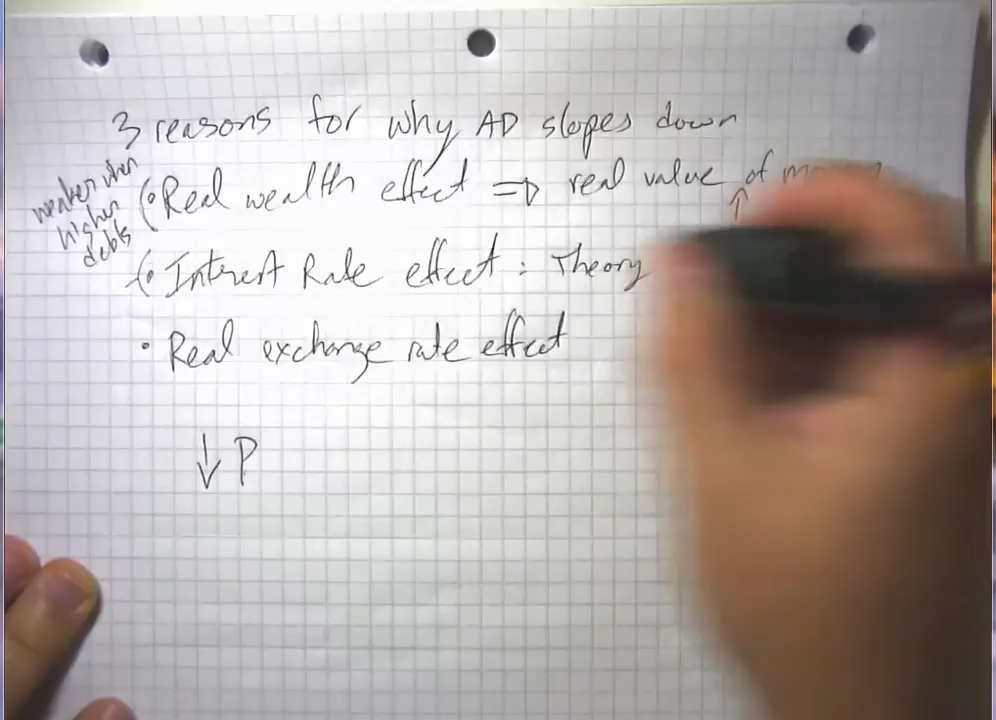 3 reasons for why AD slopes down
weaker when
higher
debts
Real wealth effect ⇒ real value of
↑
Interest Rate effect : Theory
• Real exchange rate effect
↓ P